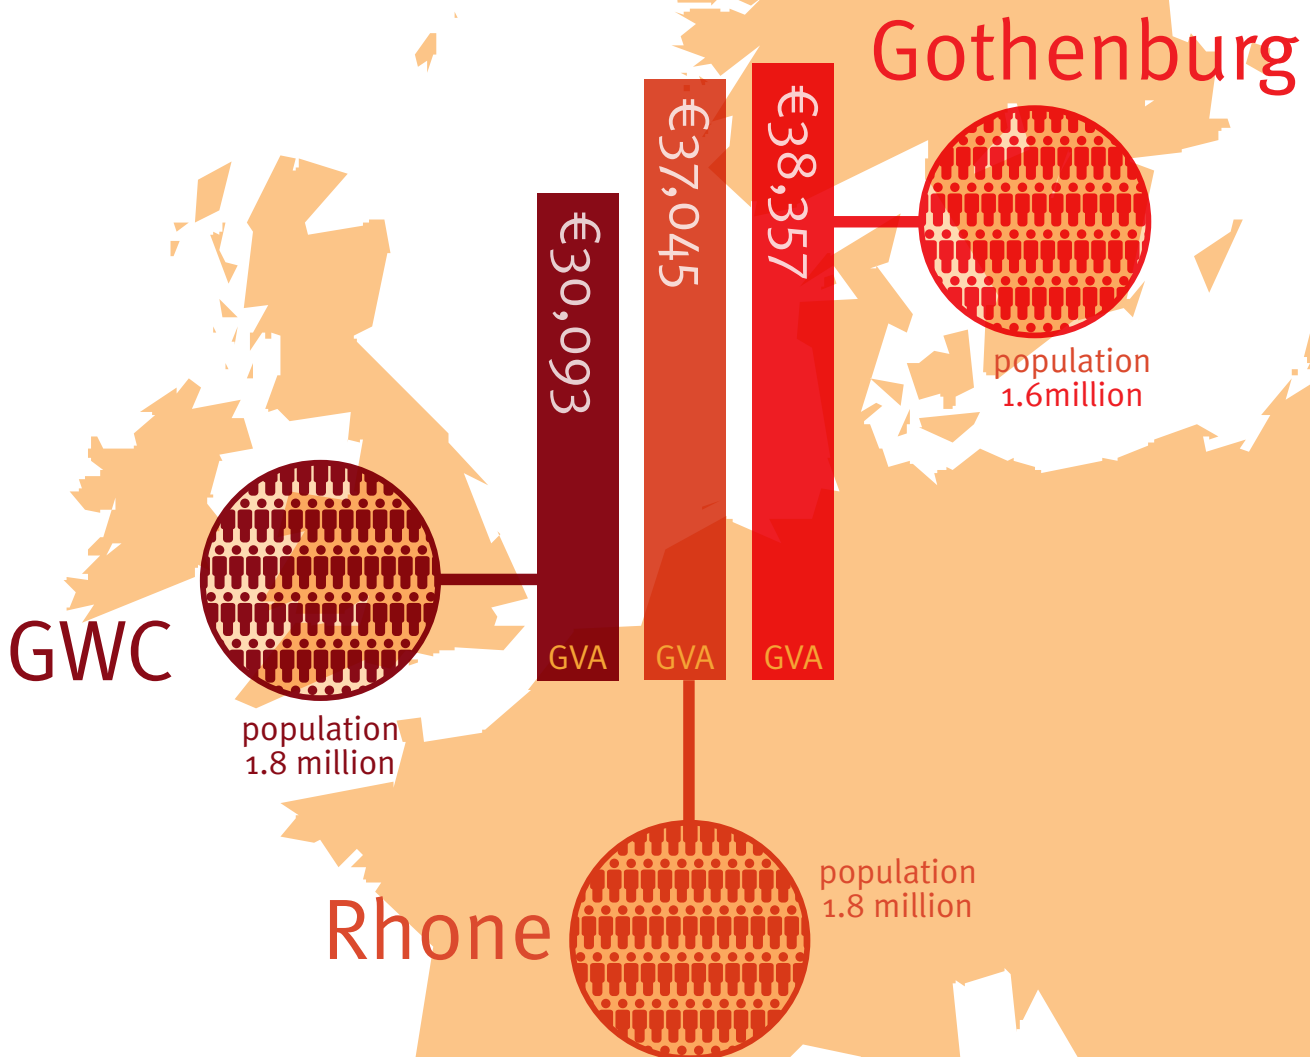 Gothenburg
€38,357
€37,045
€30,093
population
1.6million
GWC
GVA
GVA
GVA
population
1.8 million
Rhone
population
1.8 million